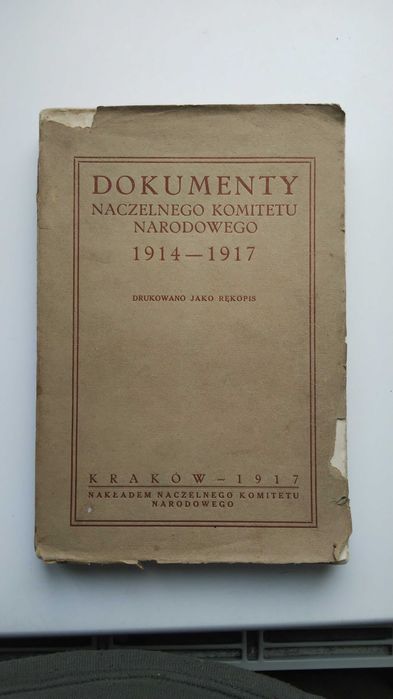 DOKUMENTY
NACZELNEGO KOMITETU
NARODOWEGO
1914 — 1917
DRUKOWANO JAKO RĘKOPIS
KRAKÓW — 1917
NAKŁADEM NACZELNEGO KOMITETU
NARODOWEGO